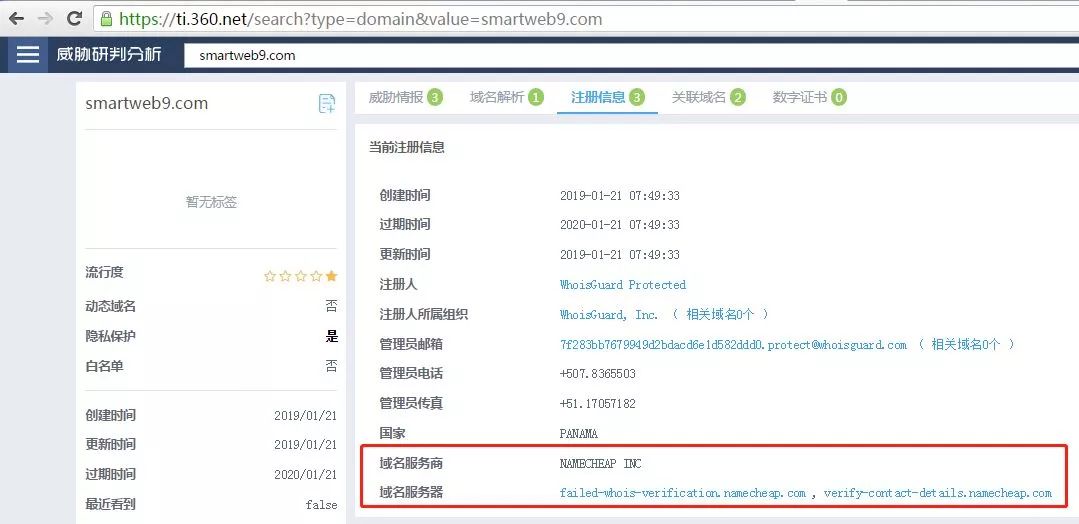 https://ti.360.net/search?type=domain&value=smartweb9.com
威胁研判分析 smartweb9.com
smartweb9.com
暂无标签
流行度
动态域名 否
隐私保护 是
白名单 否
创建时间 2019/01/21
更新时间 2019/01/21
过期时间 2020/01/21
最近看到 false
威胁情报 3 域名解析 1 注册信息 3 关联域名 2 数字证书 0
当前注册信息
创建时间 2019-01-21 07:49:33
过期时间 2020-01-21 07:49:33
更新时间 2019-01-21 07:49:33
注册人 WhoisGuard Protected
注册人所属组织 WhoisGuard, Inc. （ 相关域名0个 ）
管理员邮箱 7f283bb7679949d2bdacd6e1d582ddd0.protect@whoisguard.com （ 相关域名0个 ）
管理员电话 +507.8365503
管理员传真 +51.17057182
国家 PANAMA
域名服务商 NAMECHEAP INC
域名服务器 failed-whois-verification.namecheap.com , verify-contact-details.namecheap.com